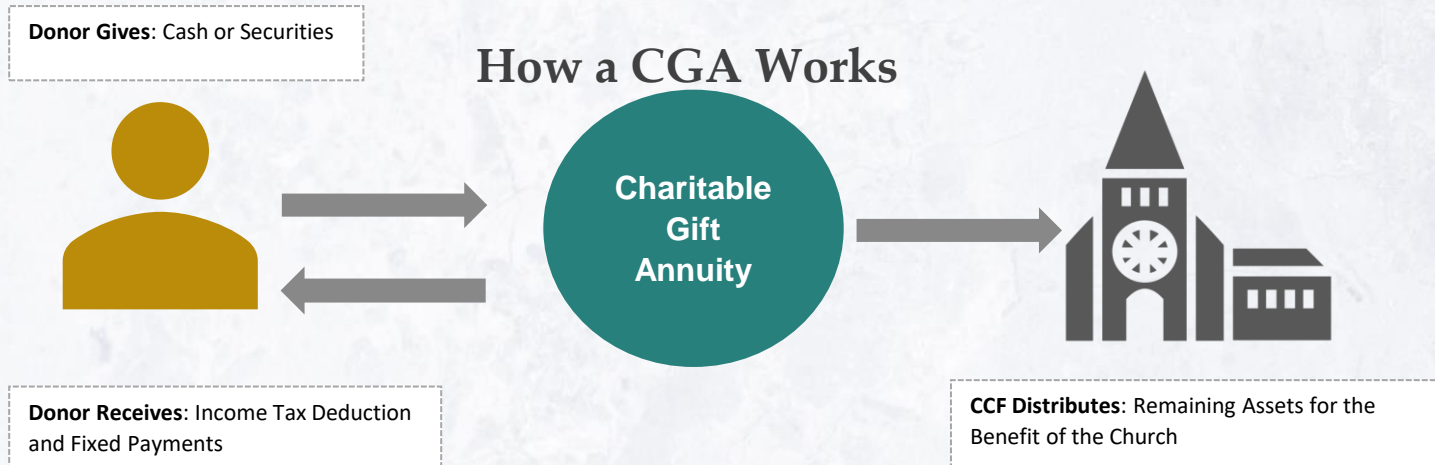 Donor Gives: Cash or Securities
How a CGA Works
Charitable
Gift
Annuity
Donor Receives: Income Tax Deduction
and Fixed Payments
CCF Distributes: Remaining Assets for the
Benefit of the Church